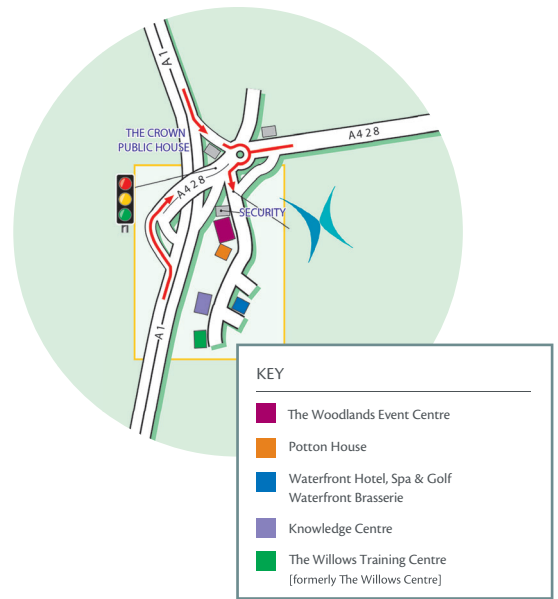 A1
THE CROWN
PUBLIC HOUSE
A428
A428
SECURITY
A1
KEY
The Woodlands Event Centre
Potton House
Waterfront Hotel, Spa & Golf
Waterfront Brasserie
Knowledge Centre
The Willows Training Centre
[formerly The Willows Centre]